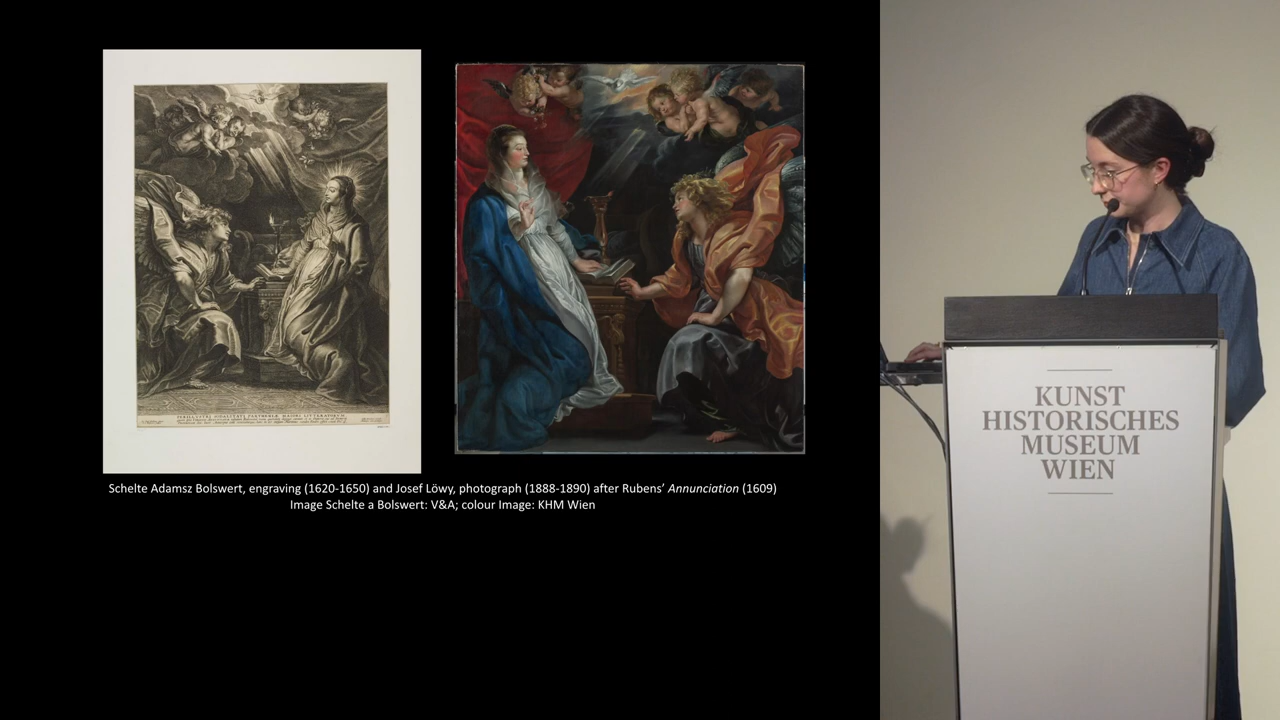 Schelte Adamsz Bolswert, engraving (1620-1650) and Josef Löwy, photograph (1888-1890) after Rubens’ Annunciation (1609)
Image Schelte a Bolswert: V&A; colour Image: KHM Wien
KUNST
HISTORISCHES
MUSEUM
WIEN